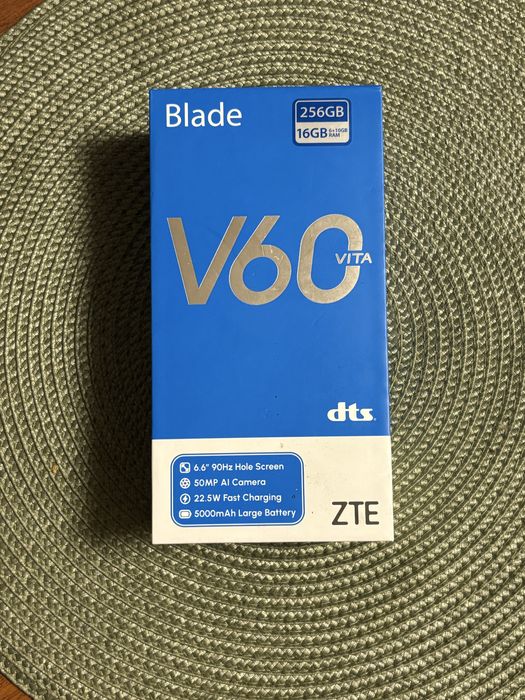 Blade
256GB
16GB 6+10GB RAM
V60 VITA
dts
6.6" 90Hz Hole Screen
50MP AI Camera
22.5W Fast Charging
5000mAh Large Battery
ZTE